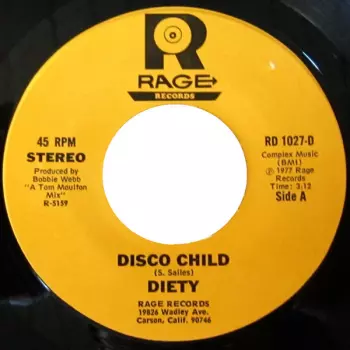 R
RAGE
RECORDS
45 RPM
STEREO
Produced by
Bobbie Webb
"A Tom Moulton
Mix"
R-5159
RD 1027-D
Complex Music
(BMI)
Ⓟ 1977 Rage
Records
Time: 3:12
Side A
DISCO CHILD
(S. Salles)
DIETY
RAGE RECORDS
19826 Wadley Ave.
Carson, Calif. 90746